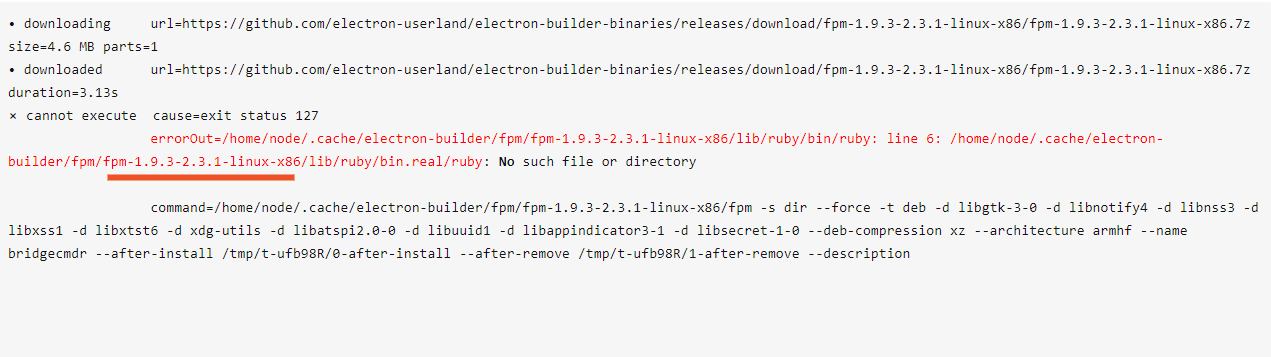 • downloading url=https://github.com/electron-userland/electron-builder-binaries/releases/download/fpm-1.9.3-2.3.1-linux-x86/fpm-1.9.3-2.3.1-linux-x86.7z
size=4.6 MB parts=1
• downloaded url=https://github.com/electron-userland/electron-builder-binaries/releases/download/fpm-1.9.3-2.3.1-linux-x86/fpm-1.9.3-2.3.1-linux-x86.7z
duration=3.13s
× cannot execute cause=exit status 127
errorOut=/home/node/.cache/electron-builder/fpm/fpm-1.9.3-2.3.1-linux-x86/lib/ruby/bin/ruby: line 6: /home/node/.cache/electron-
builder/fpm/fpm-1.9.3-2.3.1-linux-x86/lib/ruby/bin.real/ruby: No such file or directory
command=/home/node/.cache/electron-builder/fpm/fpm-1.9.3-2.3.1-linux-x86/fpm -s dir --force -t deb -d libgtk-3-0 -d libnotify4 -d libnss3 -d
libxss1 -d libxtst6 -d xdg-utils -d libatspi2.0-0 -d libuuid1 -d libappindicator3-1 -d libsecret-1-0 --deb-compression xz --architecture armhf --name
bridgecmdr --after-install /tmp/t-ufb98R/0-after-install --after-remove /tmp/t-ufb98R/1-after-remove --description